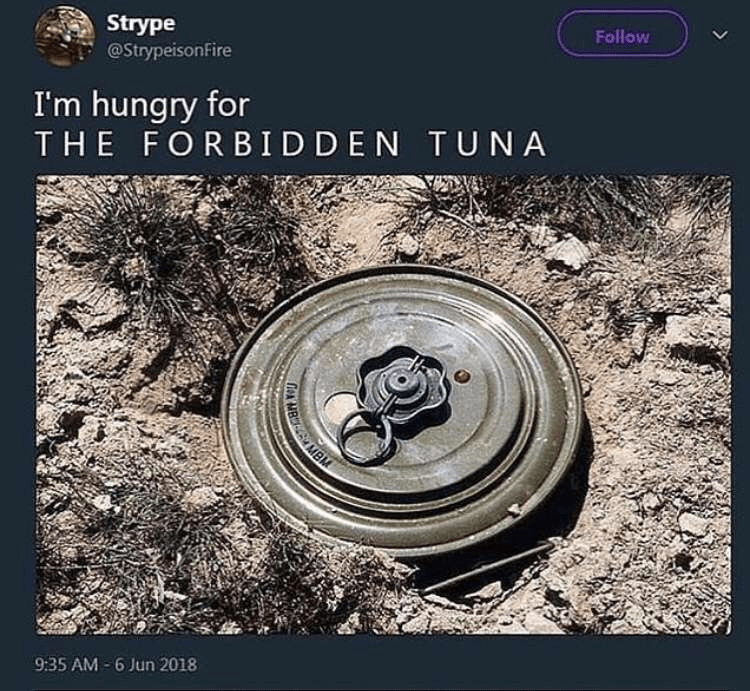 Strype
@StrypeisonFire
Follow
I'm hungry for
THE FORBIDDEN TUNA
9:35 AM - 6 Jun 2018